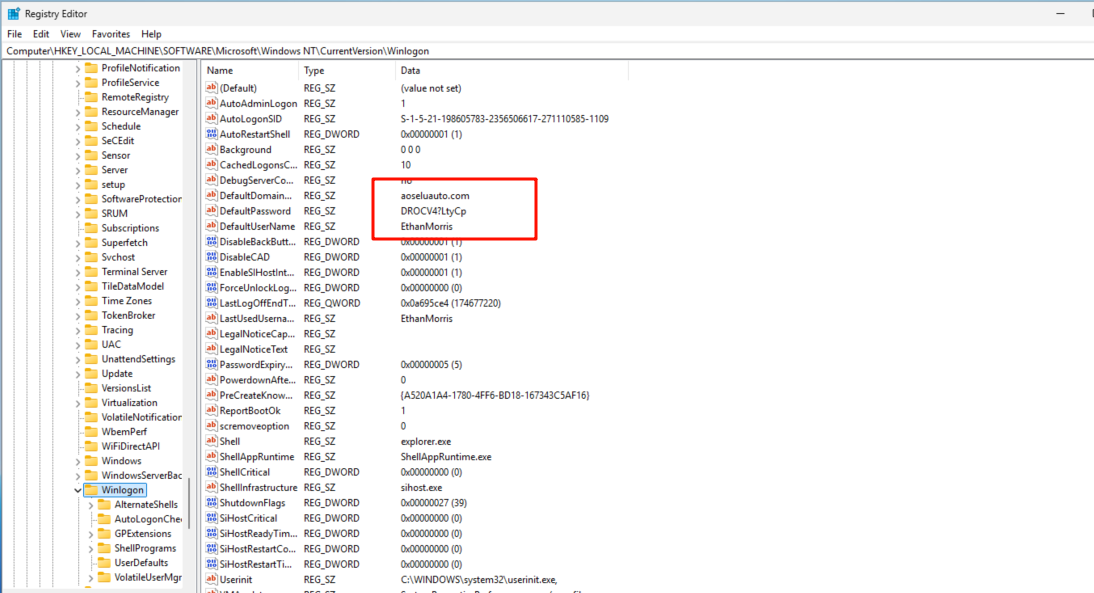 Registry Editor
File Edit View Favorites Help
Computer\HKEY_LOCAL_MACHINE\SOFTWARE\Microsoft\Windows NT\CurrentVersion\Winlogon
ProfileNotification
ProfileService
RemoteRegistry
ResourceManager
Schedule
SeCEdit
Sensor
Server
setup
SoftwareProtection
SRUM
Subscriptions
Superfetch
Svchost
Terminal Server
TileDataModel
Time Zones
TokenBroker
Tracing
UAC
UnattendSettings
Update
VersionsList
Virtualization
VolatileNotification
WbemPerf
WiFiDirectAPI
Windows
WindowsServerBac
Winlogon
AlternateShells
AutoLogonChe
GPExtensions
ShellPrograms
UserDefaults
VolatileUserMgr
Name Type Data
(Default) REG_SZ (value not set)
AutoAdminLogon REG_SZ 1
AutoLogonSID REG_SZ S-1-5-21-198605783-2356506617-271110585-1109
AutoRestartShell REG_DWORD 0x00000001 (1)
Background REG_SZ 0 0 0
CachedLogonsC... REG_SZ 10
DebugServerCo... REG_SZ no
DefaultDomain... REG_SZ aoseluauto.com
DefaultPassword REG_SZ DROCV4?LtyCp
DefaultUserName REG_SZ EthanMorris
DisableBackButt... REG_DWORD 0x00000001 (1)
DisableCAD REG_DWORD 0x00000001 (1)
EnableSIHostInt... REG_DWORD 0x00000001 (1)
ForceUnlockLog... REG_DWORD 0x00000000 (0)
LastLogOffEndT... REG_QWORD 0x0a695ce4 (174677220)
LastUsedUserna... REG_SZ EthanMorris
LegalNoticeCap... REG_SZ
LegalNoticeText REG_SZ
PasswordExpiry... REG_DWORD 0x00000005 (5)
PowerdownAfte... REG_SZ 0
PreCreateKnow... REG_SZ {A520A1A4-1780-4FF6-BD18-167343C5AF16}
ReportBootOk REG_SZ 1
scremoveoption REG_SZ 0
Shell REG_SZ explorer.exe
ShellAppRuntime REG_SZ ShellAppRuntime.exe
ShellCritical REG_DWORD 0x00000000 (0)
ShellInfrastructure REG_SZ sihost.exe
ShutdownFlags REG_DWORD 0x00000027 (39)
SiHostCritical REG_DWORD 0x00000000 (0)
SiHostReadyTim... REG_DWORD 0x00000000 (0)
SiHostRestartCo... REG_DWORD 0x00000000 (0)
SiHostRestartTi... REG_DWORD 0x00000000 (0)
Userinit REG_SZ C:\WINDOWS\system32\userinit.exe,